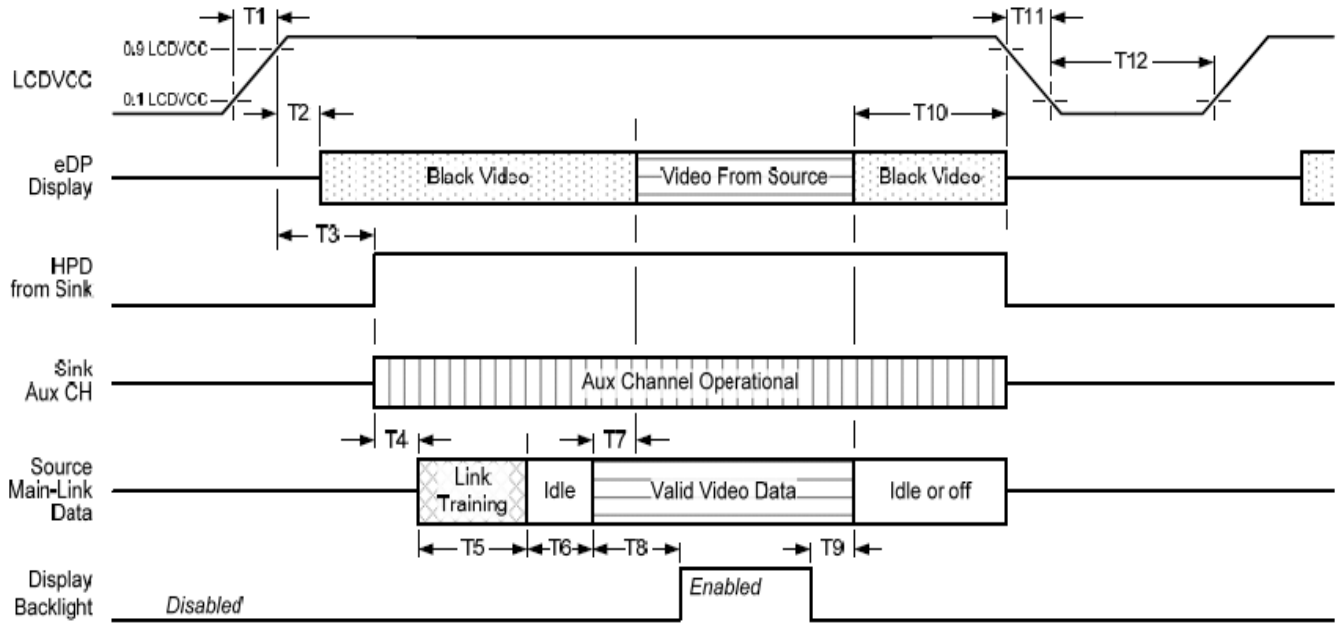 T1
T11
0.9 LCDVCC
LCDVCC
T12
0.1 LCDVCC
T2
T10
eDP
Display
Black Video
Video From Source
Black Video
T3
HPD
from Sink
Sink
Aux CH
Aux Channel Operational
T4
T7
Source
Main-Link
Data
Link
Training
Idle
Valid Video Data
Idle or off
T5
T6
T8
T9
Display
Backlight
Disabled
Enabled